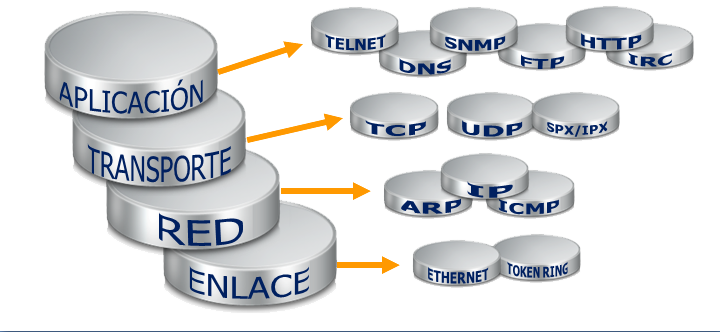 APLICACIÓN
TELNET
DNS
SNMP
FTP
HTTP
IRC
TRANSPORTE
TCP
UDP
SPX/IPX
RED
ARP
IP
ICMP
ENLACE
ETHERNET
TOKEN RING